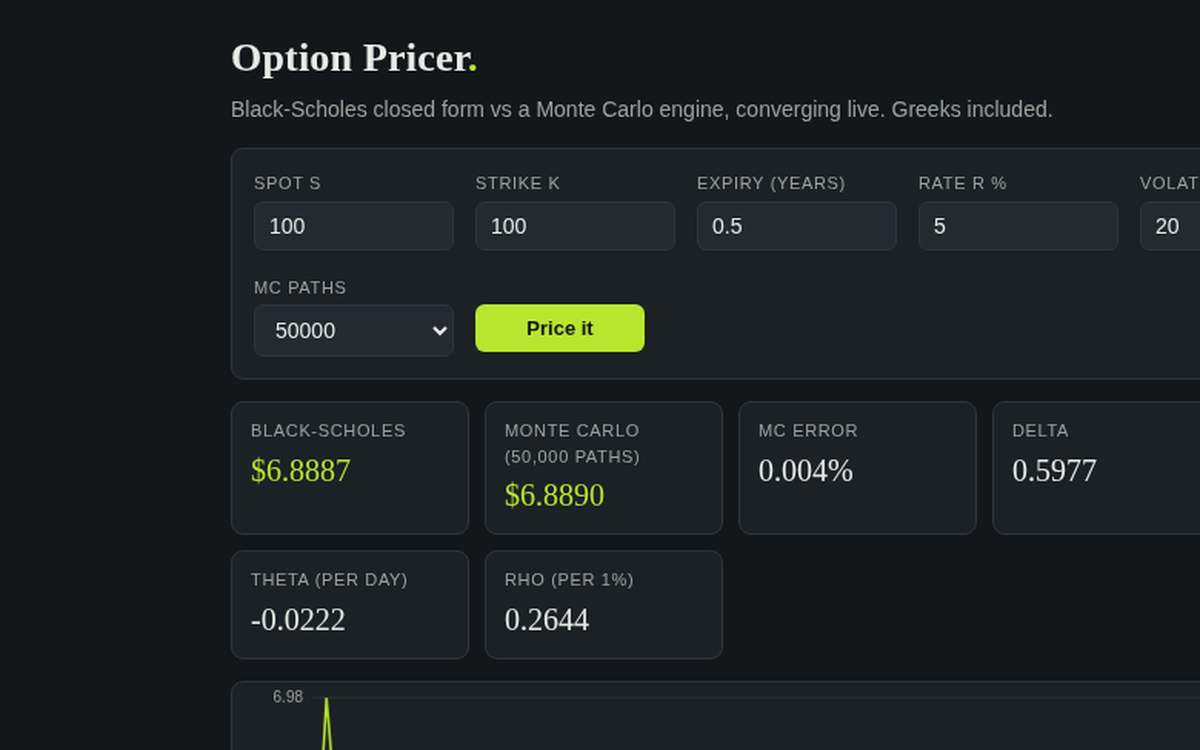 Option Pricer.
Black-Scholes closed form vs a Monte Carlo engine, converging live. Greeks included.
SPOT S
STRIKE K
EXPIRY (YEARS)
RATE R %
VOLAT
100
100
0.5
5
20
MC PATHS
50000
Price it
BLACK-SCHOLES
$6.8887
MONTE CARLO
(50,000 PATHS)
$6.8890
MC ERROR
0.004%
DELTA
0.5977
THETA (PER DAY)
-0.0222
RHO (PER 1%)
0.2644
6.98